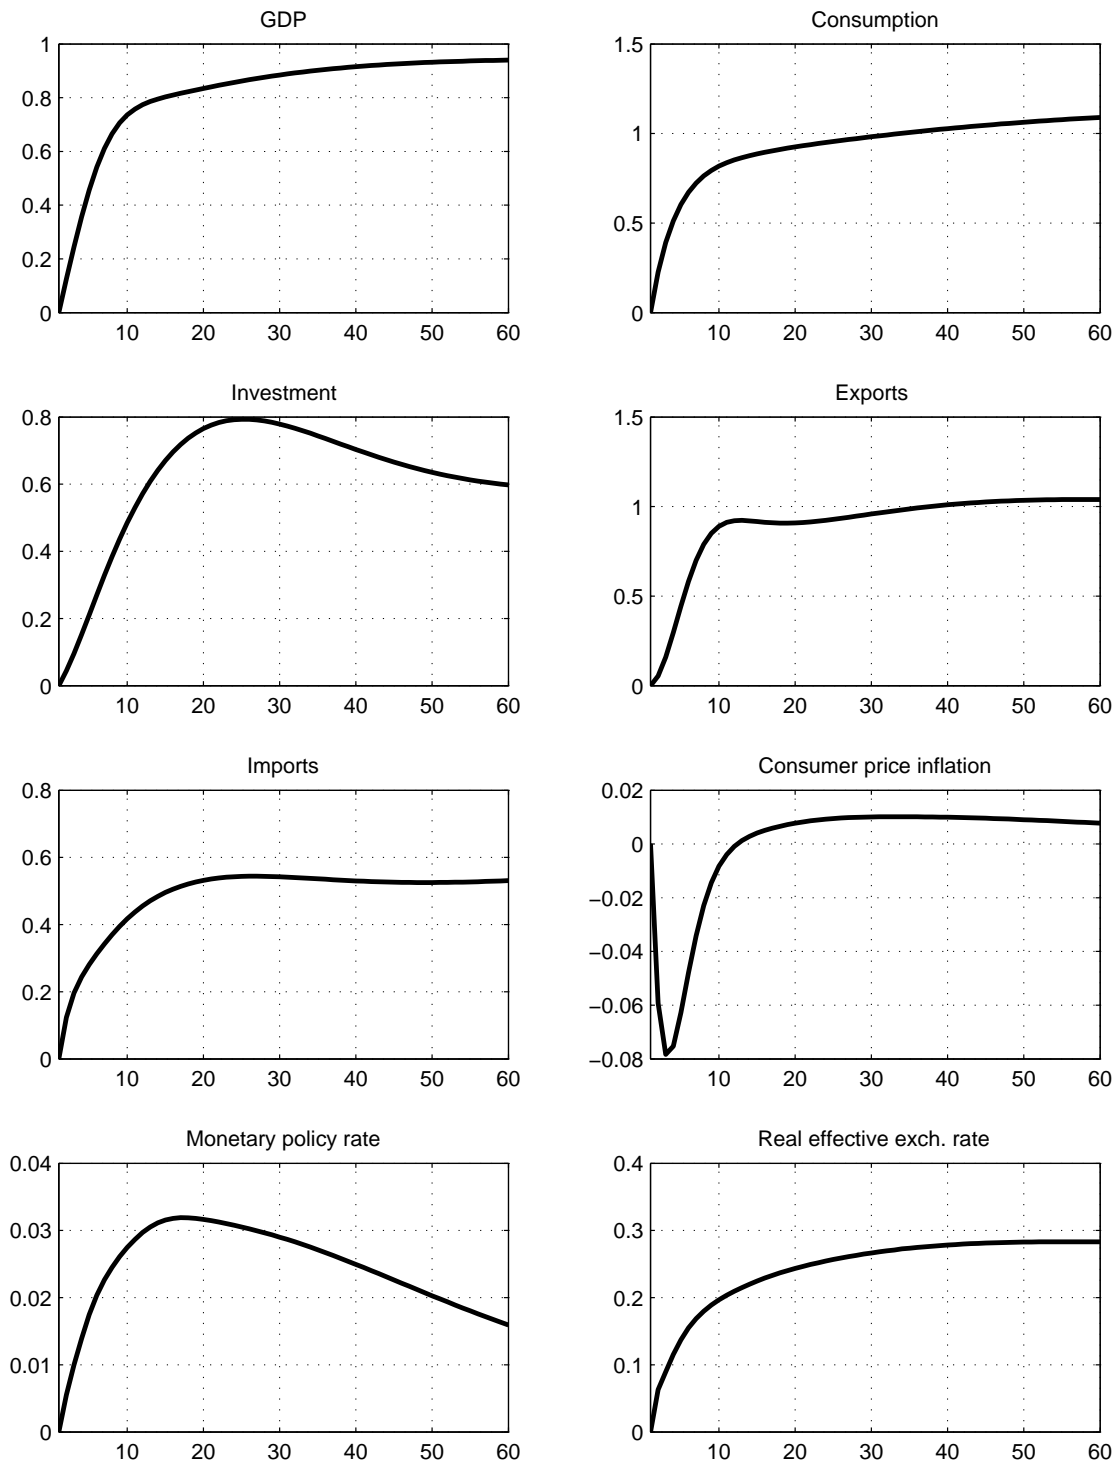 GDP
1
0.8
0.6
0.4
0.2
0
10 20 30 40 50 60
Consumption
1.5
1
0.5
0
10 20 30 40 50 60
Investment
0.8
0.6
0.4
0.2
0
10 20 30 40 50 60
Exports
1.5
1
0.5
0
10 20 30 40 50 60
Imports
0.8
0.6
0.4
0.2
0
10 20 30 40 50 60
Consumer price inflation
0.02
0
−0.02
−0.04
−0.06
−0.08
10 20 30 40 50 60
Monetary policy rate
0.04
0.03
0.02
0.01
0
10 20 30 40 50 60
Real effective exch. rate
0.4
0.3
0.2
0.1
0
10 20 30 40 50 60